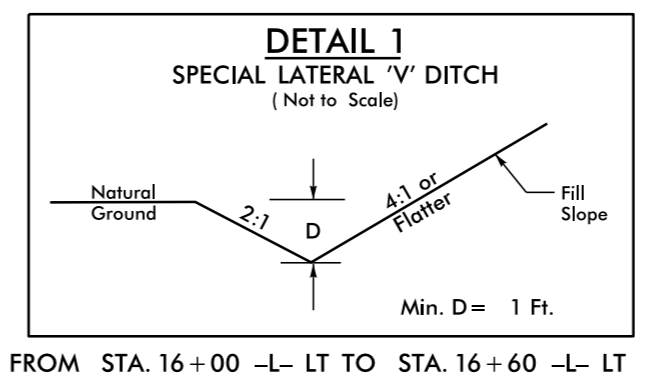 DETAIL 1
SPECIAL LATERAL 'V' DITCH
( Not to Scale)
Natural
Ground
2:1
D
4:1 or
Flatter
Fill
Slope
Min. D= 1 Ft.
FROM STA. 16+00 -L- LT TO STA. 16+60 -L- LT